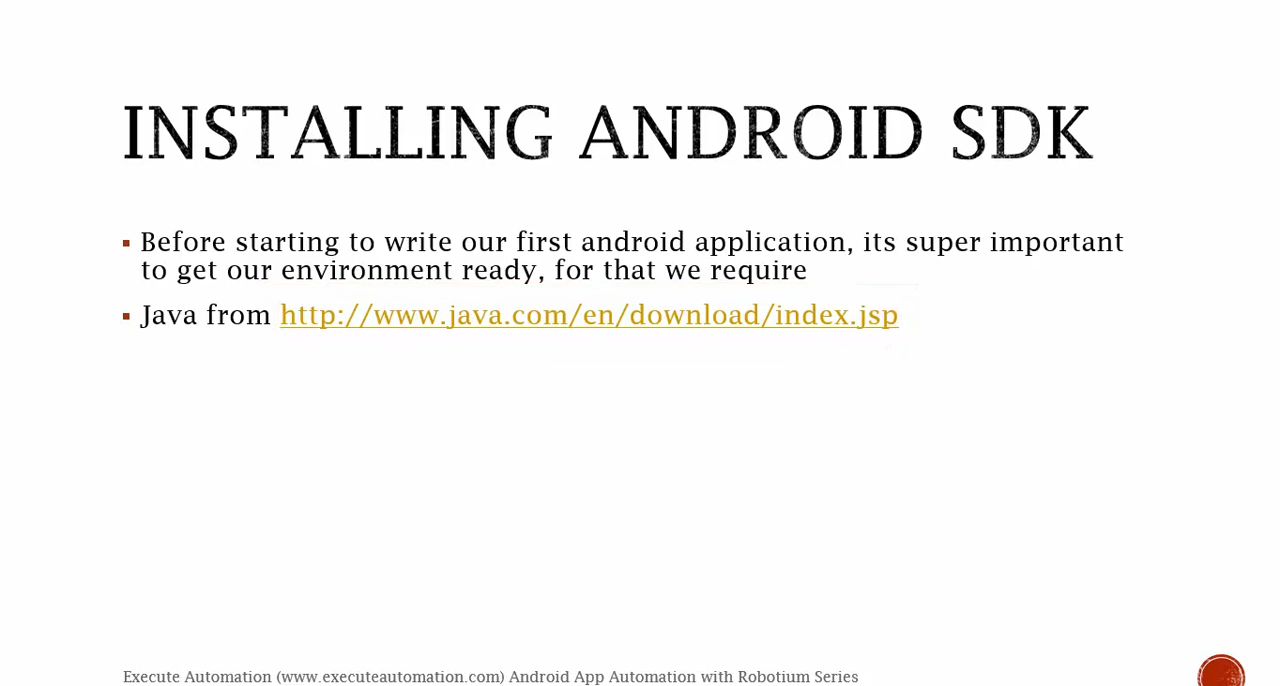 INSTALLING ANDROID SDK
▪ Before starting to write our first android application, its super important
to get our environment ready, for that we require
▪ Java from http://www.java.com/en/download/index.jsp
Execute Automation (www.executeautomation.com) Android App Automation with Robotium Series